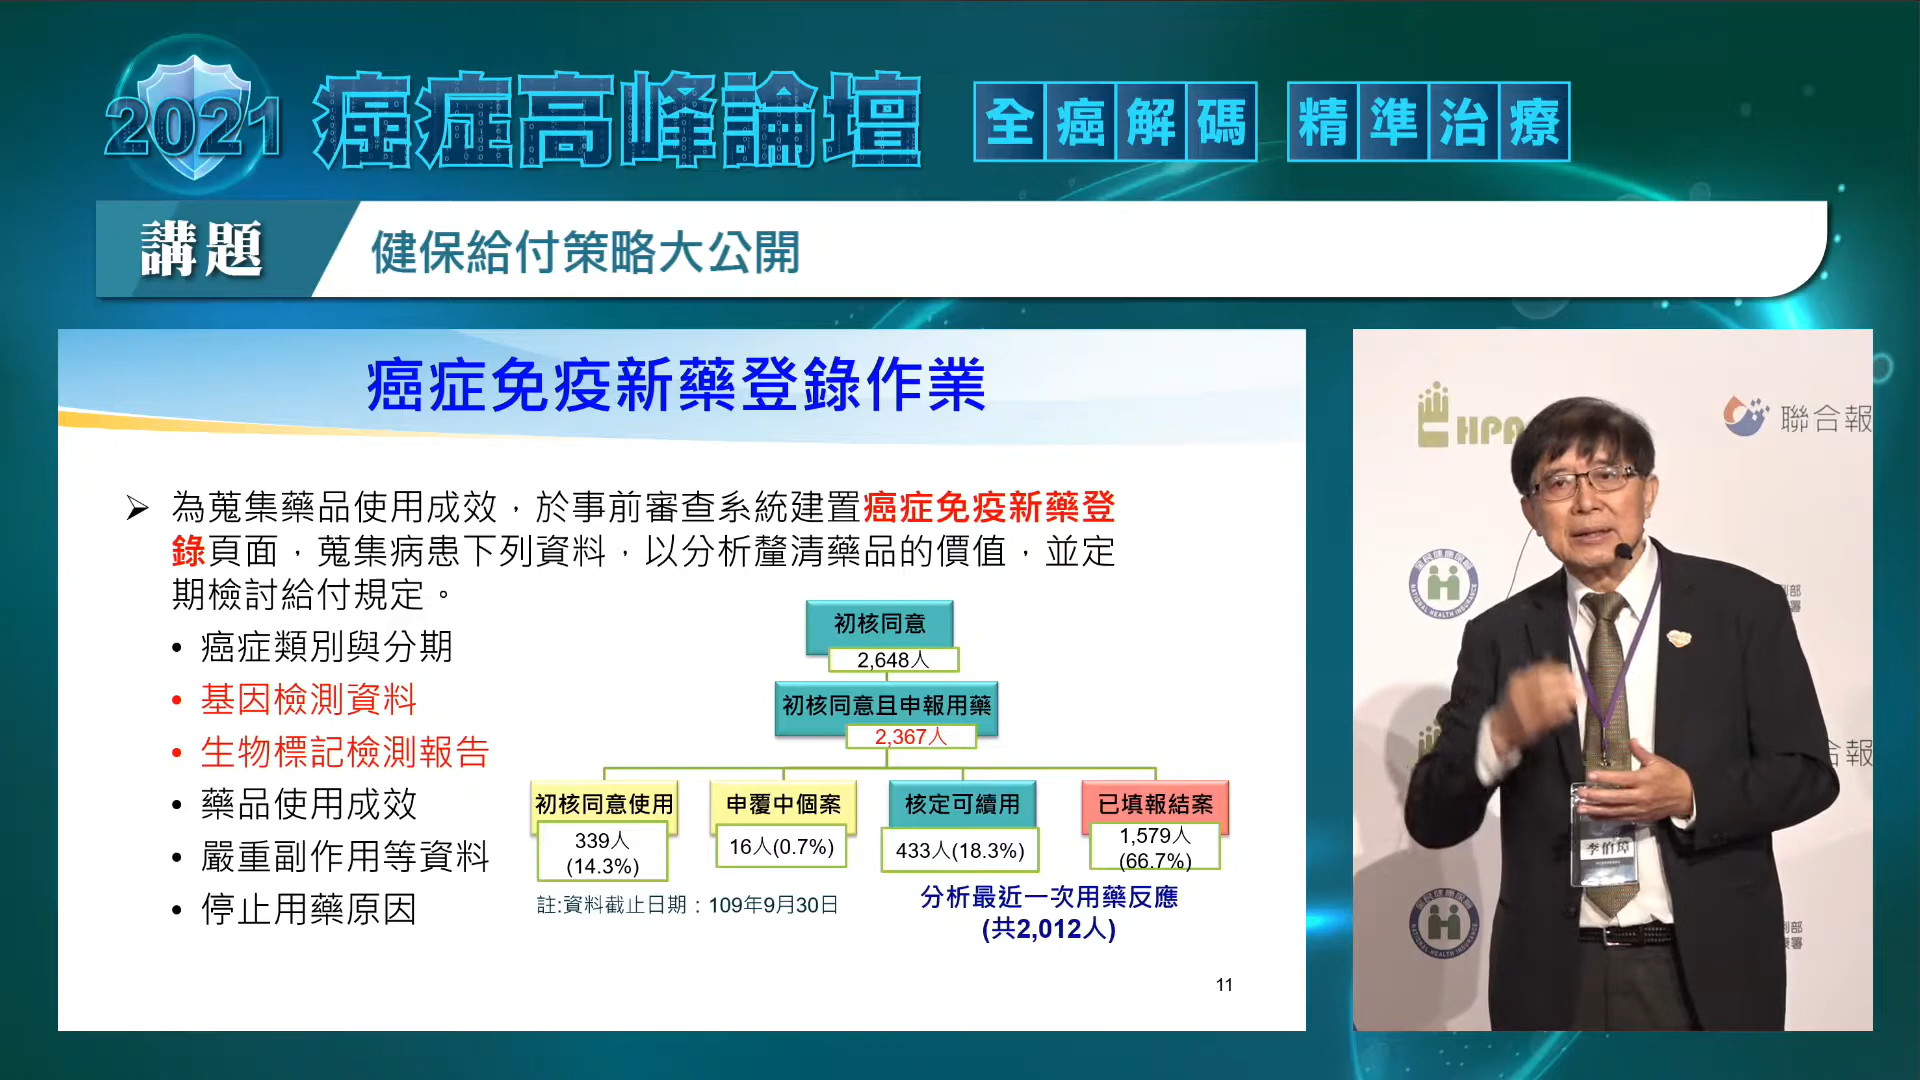 2021 癌症高峰論壇 全癌解碼 精準治療
講題 健保給付策略大公開
癌症免疫新藥登錄作業
➢ 為蒐集藥品使用成效，於事前審查系統建置癌症免疫新藥登
錄頁面，蒐集病患下列資料，以分析釐清藥品的價值，並定
期檢討給付規定。
• 癌症類別與分期
• 基因檢測資料
• 生物標記檢測報告
• 藥品使用成效
• 嚴重副作用等資料
• 停止用藥原因
初核同意
2,648人
初核同意且申報用藥
2,367人
初核同意使用
339人
(14.3%)
申覆中個案
16人(0.7%)
核定可續用
433人(18.3%)
已填報結案
1,579人
(66.7%)
註:資料截止日期：109年9月30日
分析最近一次用藥反應
(共2,012人)
11
HPA
聯合報
NATIONAL HEALTH INSURANCE
李伯璋
合報
NATIONAL HEALTH INSURANCE